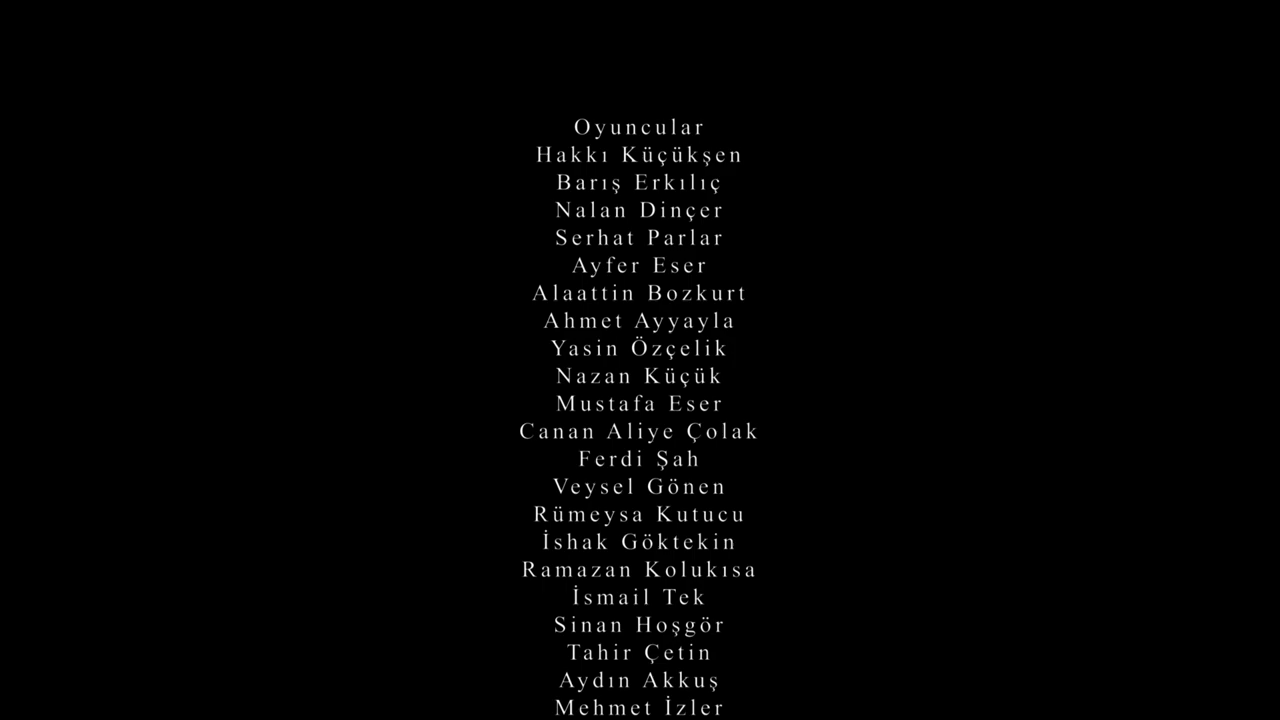 Oyuncular
Hakkı Küçükşen
Barış Erkılıç
Nalan Dinçer
Serhat Parlar
Ayfer Eser
Alaattin Bozkurt
Ahmet Ayyayla
Yasin Özçelik
Nazan Küçük
Mustafa Eser
Canan Aliye Çolak
Ferdi Şah
Veysel Gönen
Rümeysa Kutucu
İshak Göktekin
Ramazan Kolukısa
İsmail Tek
Sinan Hoşgör
Tahir Çetin
Aydın Akkuş
Mehmet İzler